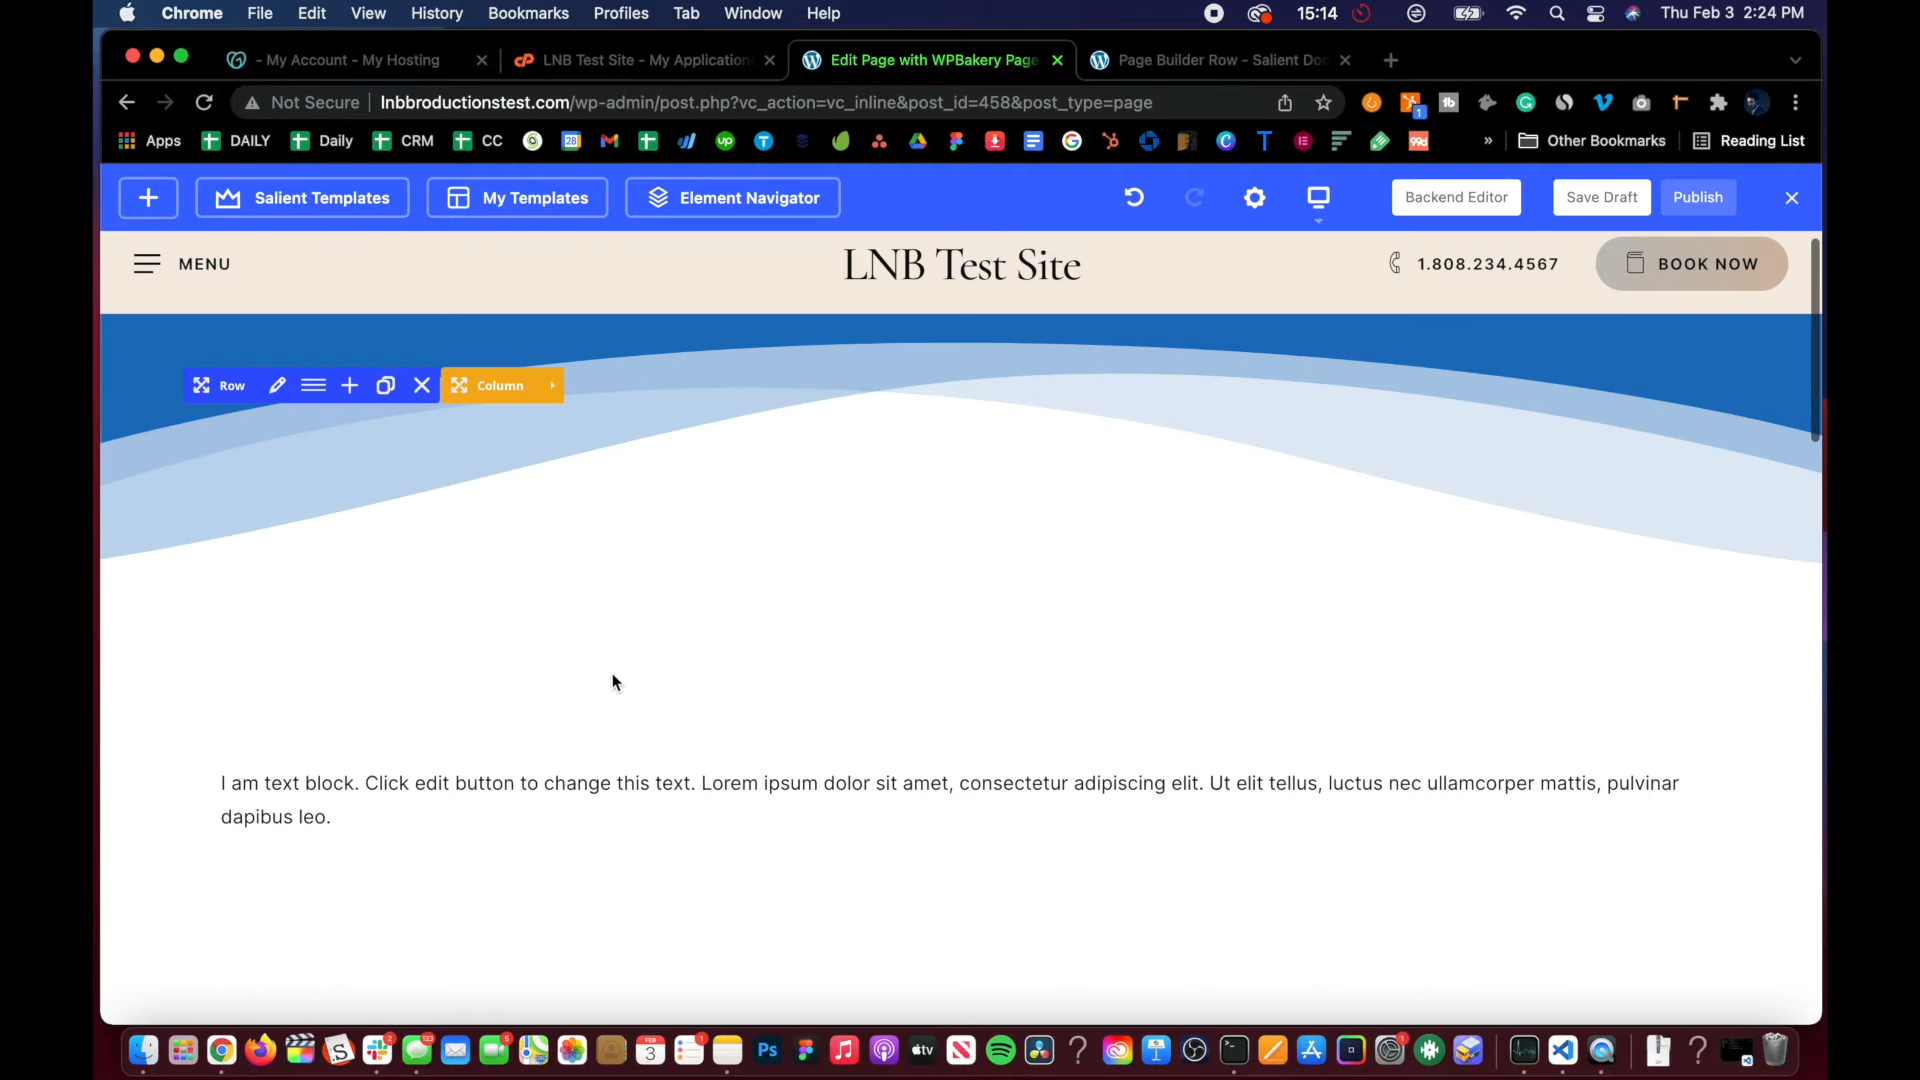 Chrome File Edit View History Bookmarks Profiles Tab Window Help 15:14 Thu Feb 3 2:24 PM
- My Account - My Hosting LNB Test Site - My Application Edit Page with WPBakery Page Page Builder Row - Salient Doc
Not Secure lnbbroductionstest.com/wp-admin/post.php?vc_action=vc_inline&post_id=458&post_type=page
Apps DAILY Daily CRM CC Other Bookmarks Reading List
Salient Templates My Templates Element Navigator Backend Editor Save Draft Publish
MENU LNB Test Site 1.808.234.4567 BOOK NOW
Row Column
I am text block. Click edit button to change this text. Lorem ipsum dolor sit amet, consectetur adipiscing elit. Ut elit tellus, luctus nec ullamcorper mattis, pulvinar
dapibus leo.